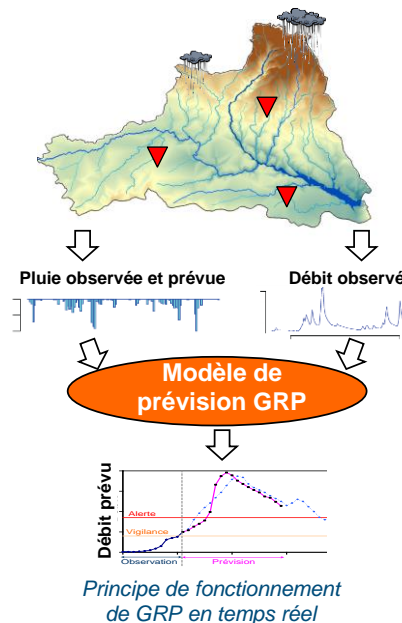 Pluie observée et prévue
Débit observé
Modèle de
prévision GRP
Débit prévu
Alerte
Vigilance
Observation
Prévision
Principe de fonctionnement
de GRP en temps réel